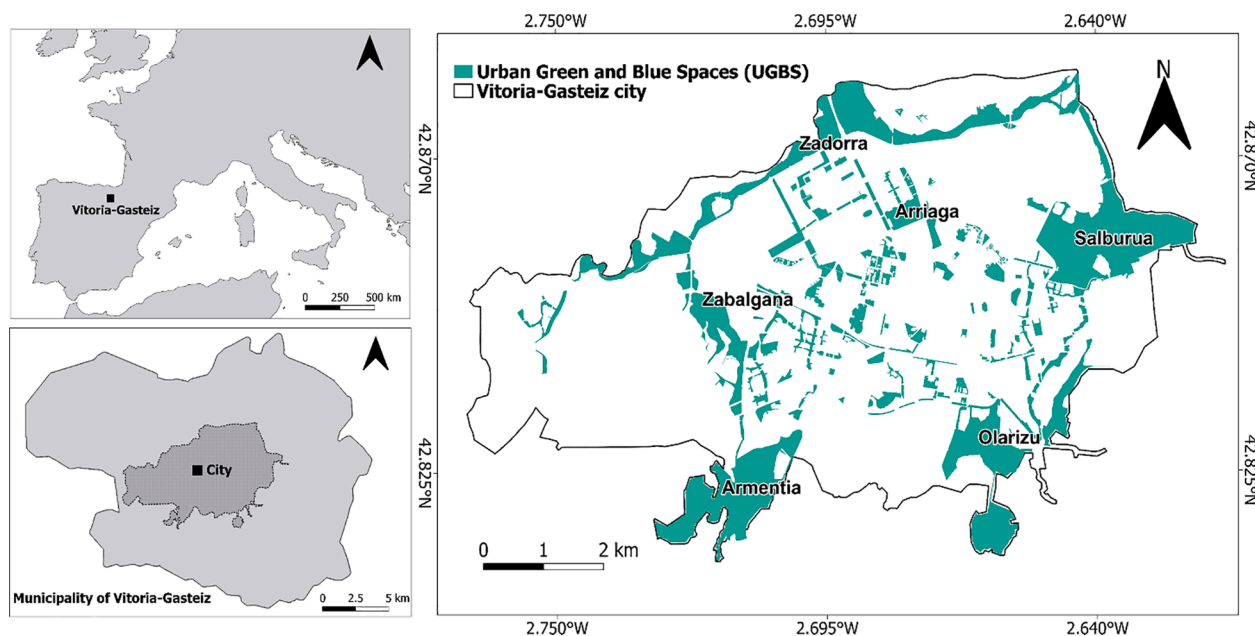 Vitoria-Gasteiz
0 250 500 km
City
Municipality of Vitoria-Gasteiz
0 2.5 5 km
2.750°W 2.695°W 2.640°W
Urban Green and Blue Spaces (UGBS)
Vitoria-Gasteiz city
N
42.870°N
42.870°N
Zadorra
Arriaga
Salburua
Zabalgana
Olarizu
42.825°N
42.825°N
Armentia
0 1 2 km
2.750°W 2.695°W 2.640°W